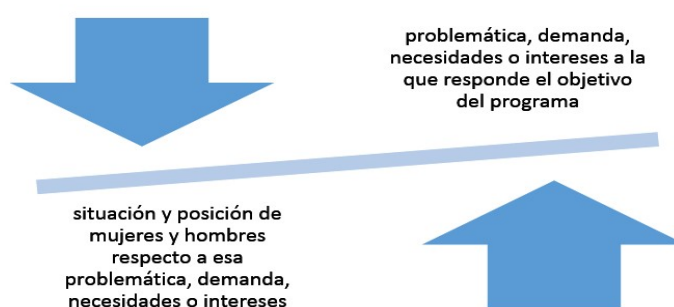 problemática, demanda,
necesidades o intereses a la
que responde el objetivo
del programa
situación y posición de
mujeres y hombres
respecto a esa
problemática, demanda,
necesidades o intereses